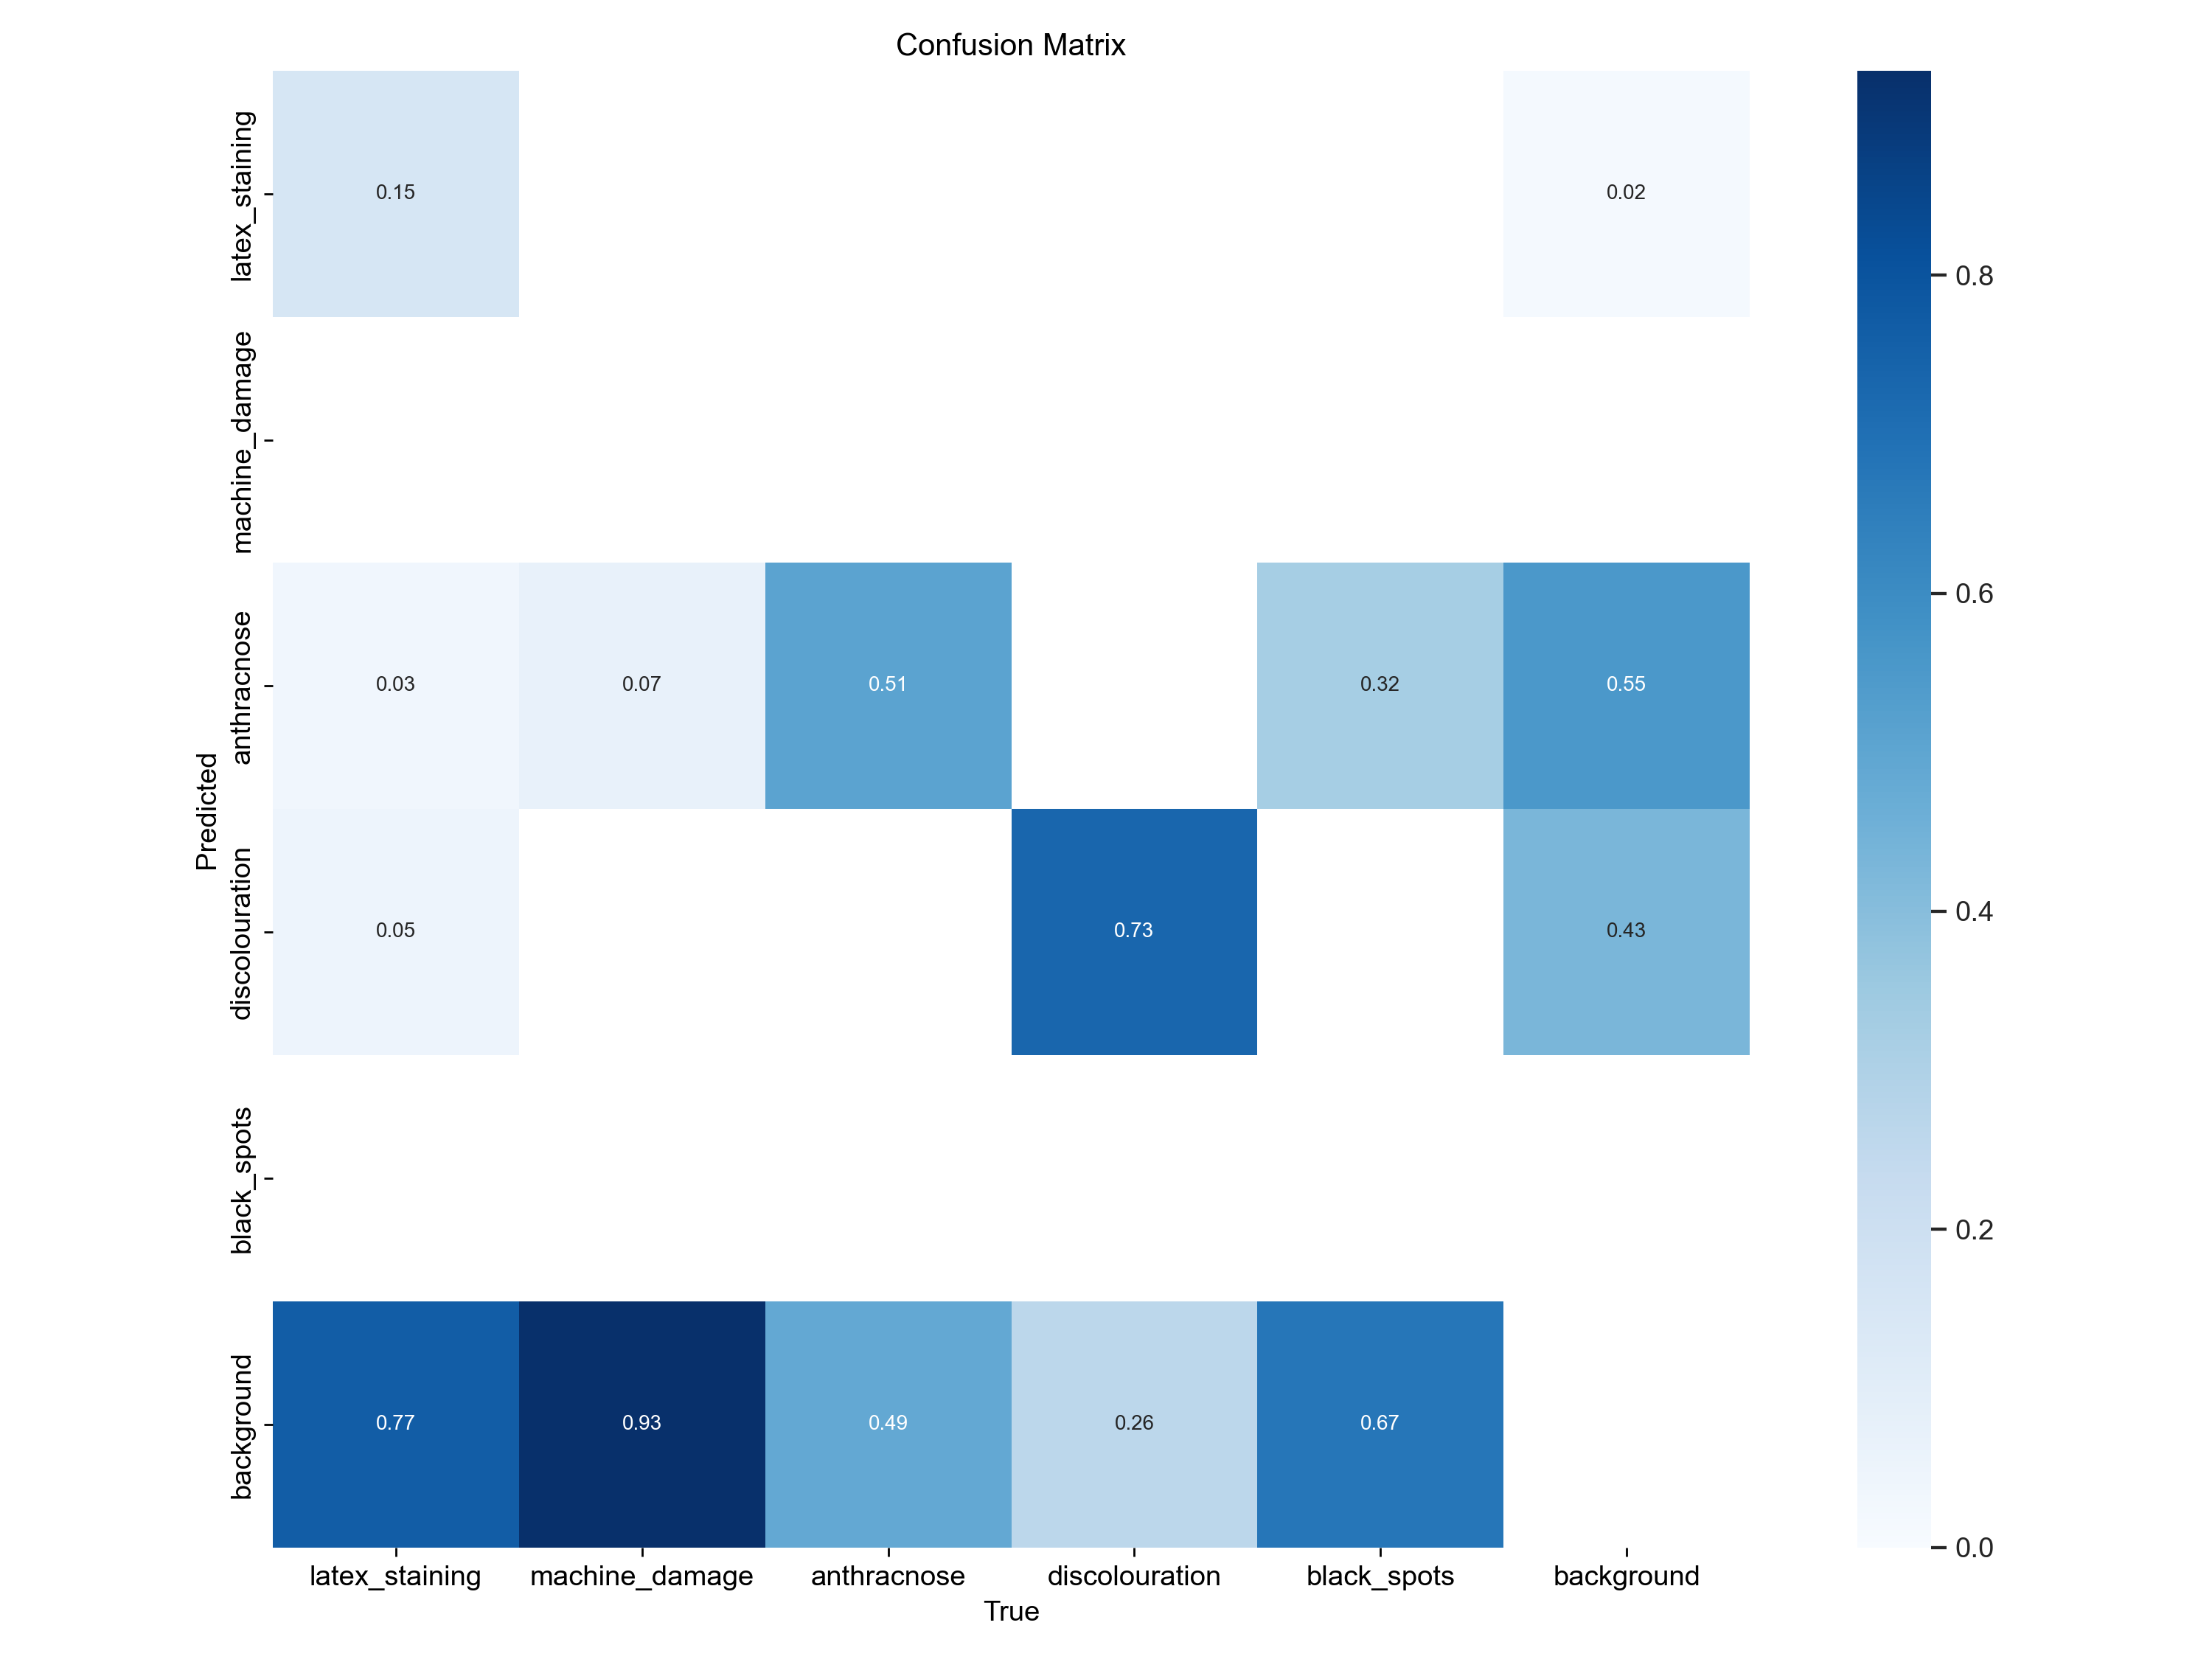 Confusion Matrix
latex_staining
0.15
0.02
machine_damage
anthracnose
0.03 0.07 0.51 0.32 0.55
Predicted
discolouration
0.05 0.73 0.43
black_spots
background
0.77 0.93 0.49 0.26 0.67
latex_staining machine_damage anthracnose discolouration black_spots background
True
0.8
0.6
0.4
0.2
0.0